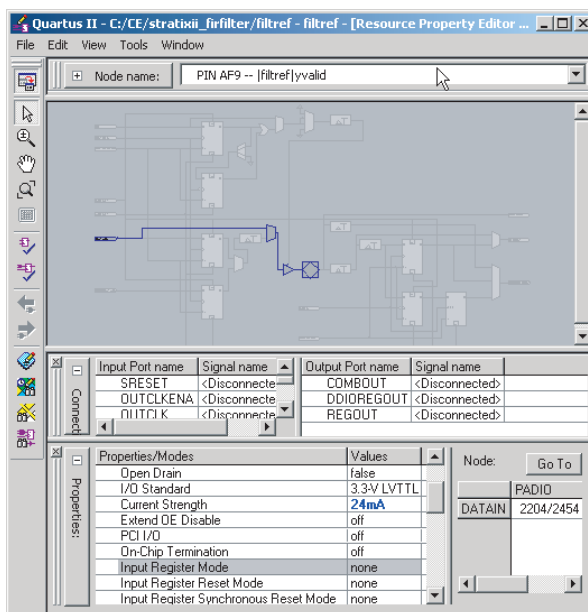 Quartus II - C:/CE/stratixii_firfilter/filtref - filtref - [Resource Property Editor ...
File Edit View Tools Window
Node name: PIN AF9 -- |filtref|yvalid
Input Port name Signal name Output Port name Signal name
SRESET <Disconnecte COMBOUT <Disconnected>
OUTCLKENA <Disconnecte DDIOREGOUT <Disconnected>
OUTCLK <Disconnecte REGOUT <Disconnected>
Connecti
Properties/Modes Values
Open Drain false
I/O Standard 3.3-V LVTTL
Current Strength 24mA
Extend OE Disable off
PCI I/O off
On-Chip Termination off
Input Register Mode none
Input Register Reset Mode none
Input Register Synchronous Reset Mode none
Properties:
Node: Go To
PADIO
DATAIN 2204/2454